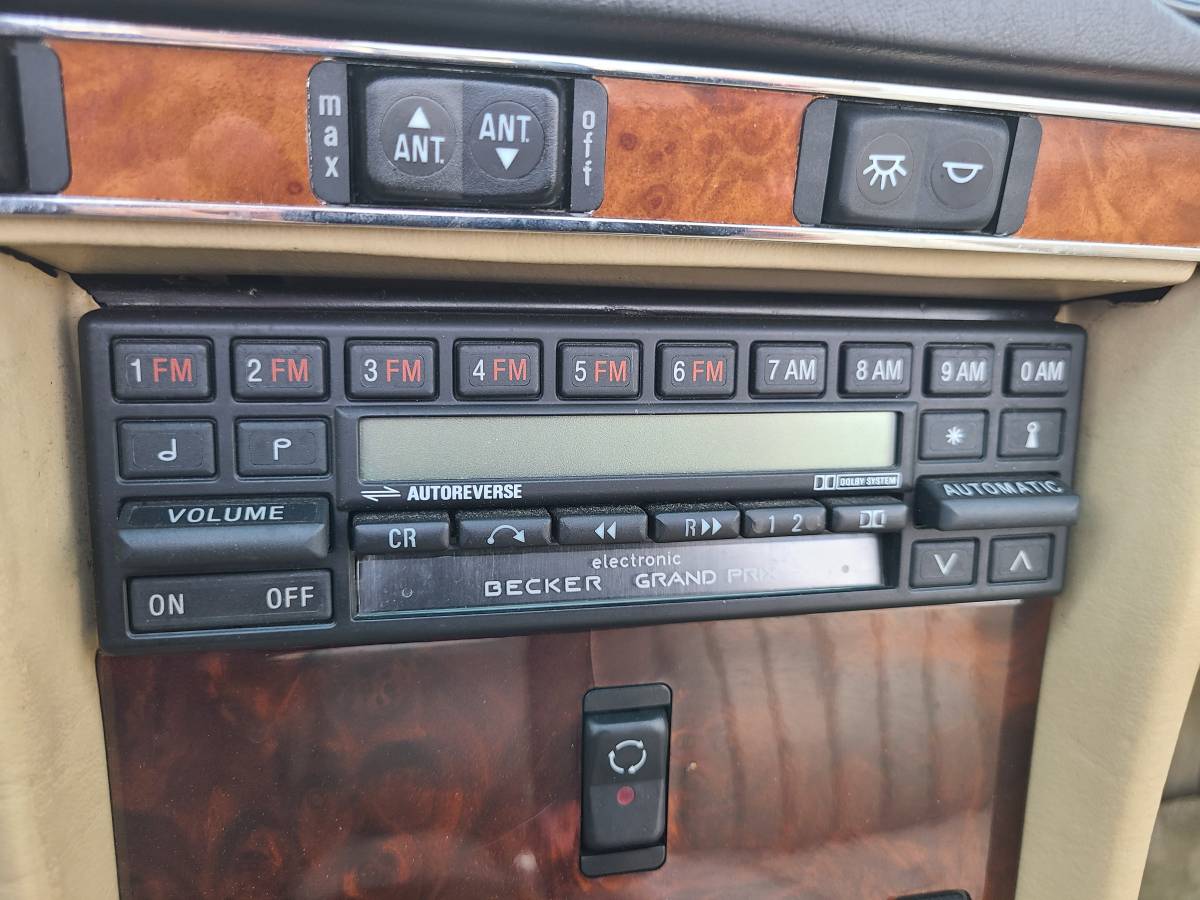 max
ANT.
ANT.
off
1 FM
2 FM
3 FM
4 FM
5 FM
6 FM
7 AM
8 AM
9 AM
0 AM
AUTOREVERSE
DOLBY SYSTEM
VOLUME
AUTOMATIC
CR
R
1 2
electronic
BECKER GRAND PRIX
ON OFF